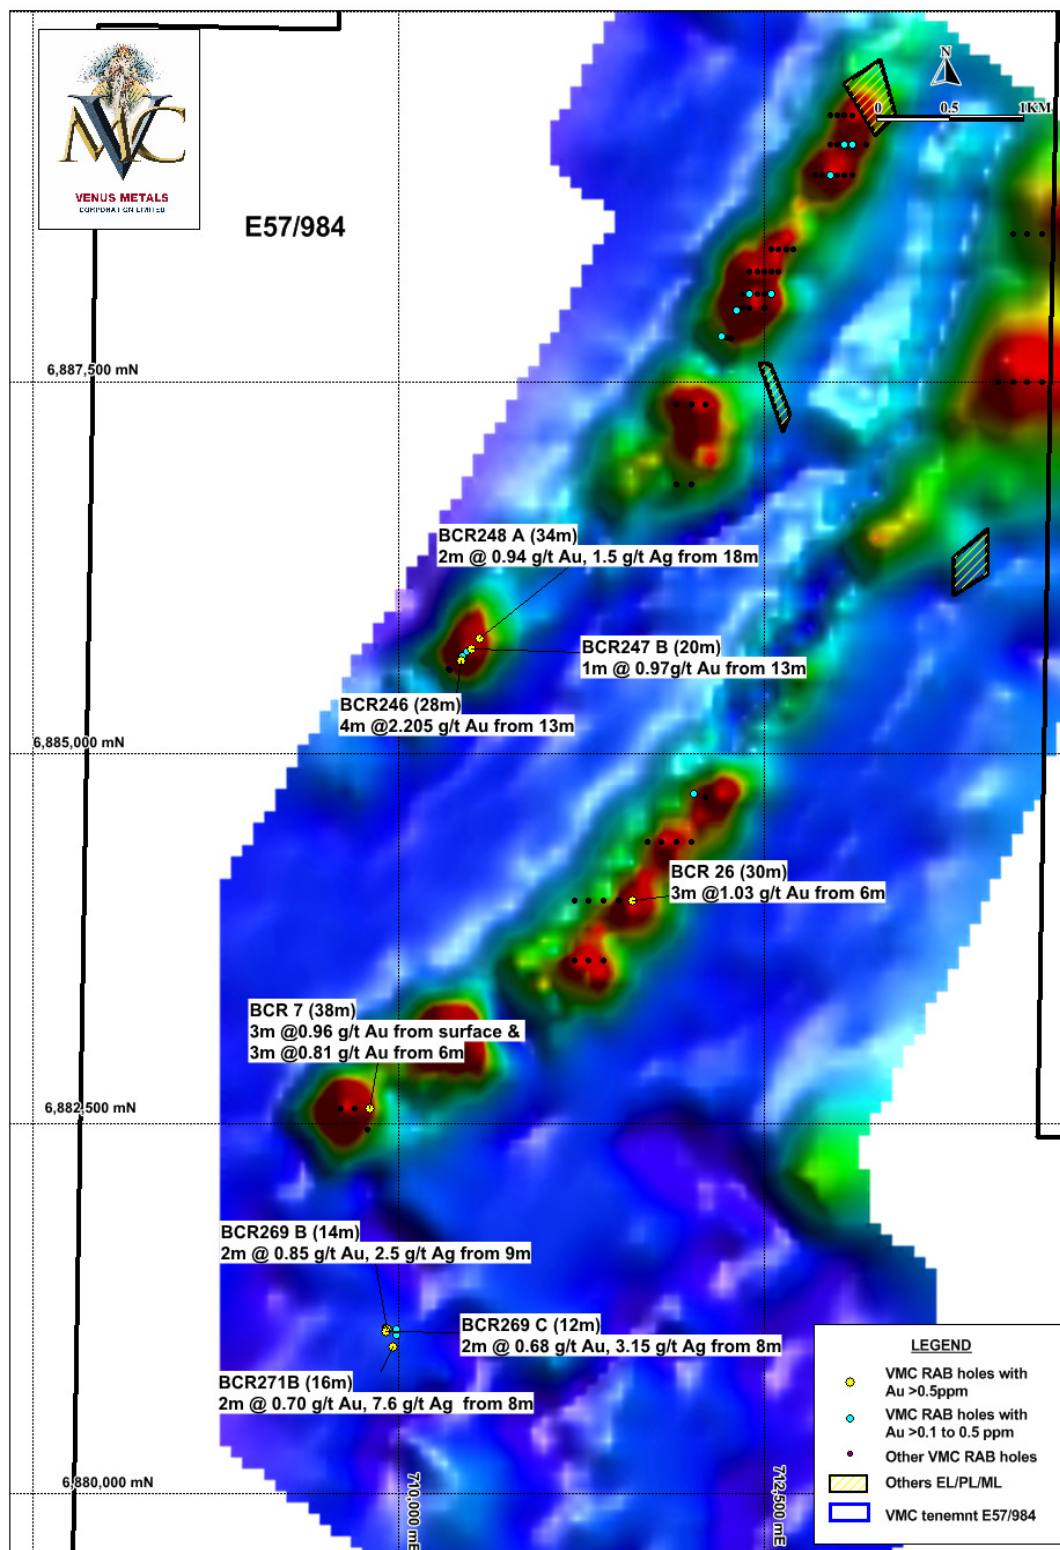 VMC
VENUS METALS
CORPORATION LIMITED
E57/984
N
0 0.5 1KM
6,887,500 mN
BCR248 A (34m)
2m @ 0.94 g/t Au, 1.5 g/t Ag from 18m
BCR247 B (20m)
1m @ 0.97g/t Au from 13m
BCR246 (28m)
4m @2.205 g/t Au from 13m
6,885,000 mN
BCR 26 (30m)
3m @1.03 g/t Au from 6m
BCR 7 (38m)
3m @0.96 g/t Au from surface &
3m @0.81 g/t Au from 6m
6,882,500 mN
BCR269 B (14m)
2m @ 0.85 g/t Au, 2.5 g/t Ag from 9m
BCR269 C (12m)
2m @ 0.68 g/t Au, 3.15 g/t Ag from 8m
BCR271B (16m)
2m @ 0.70 g/t Au, 7.6 g/t Ag from 8m
6,880,000 mN
710,000 mE
712,500 mE
LEGEND
VMC RAB holes with
Au >0.5ppm
VMC RAB holes with
Au >0.1 to 0.5 ppm
Other VMC RAB holes
Others EL/PL/ML
VMC tenemnt E57/984